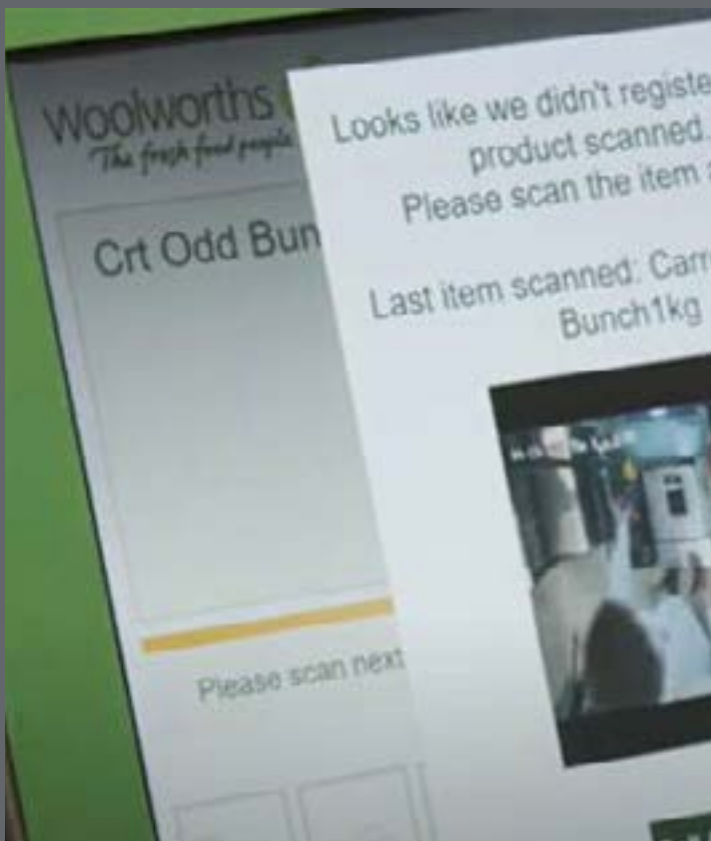 Woolworths
The fresh food people
Crt Odd Bun
Please scan next
Looks like we didn't registe
product scanned.
Please scan the item a
Last item scanned: Carr
Bunch1kg